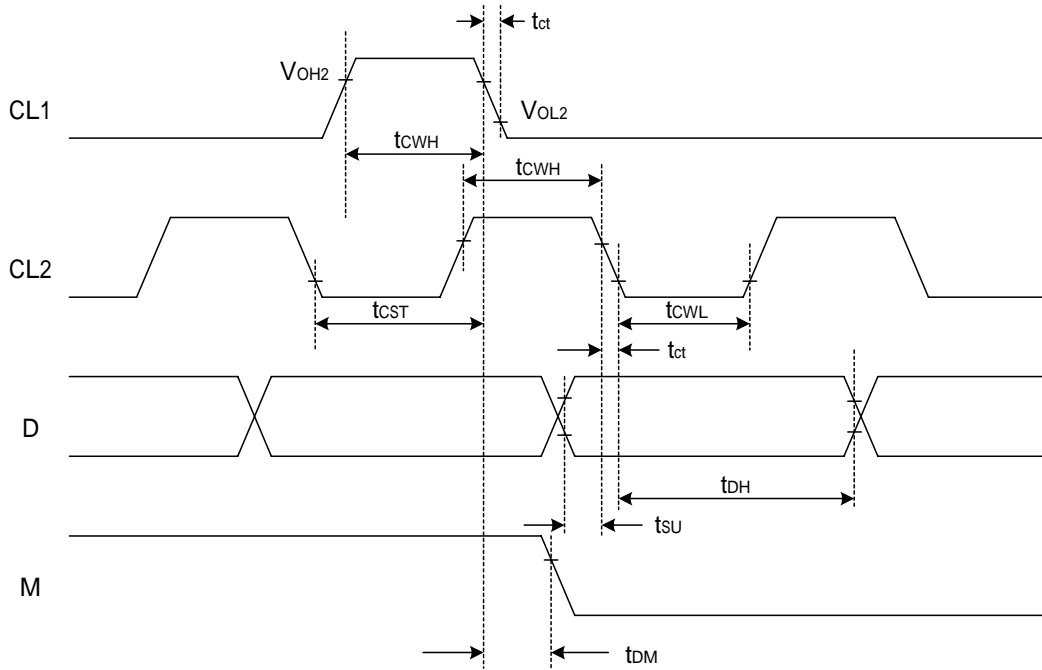 tct
VOH2
CL1
VOL2
tCWH
tCWH
CL2
tCST
tCWL
tct
D
tDH
tSU
M
tDM